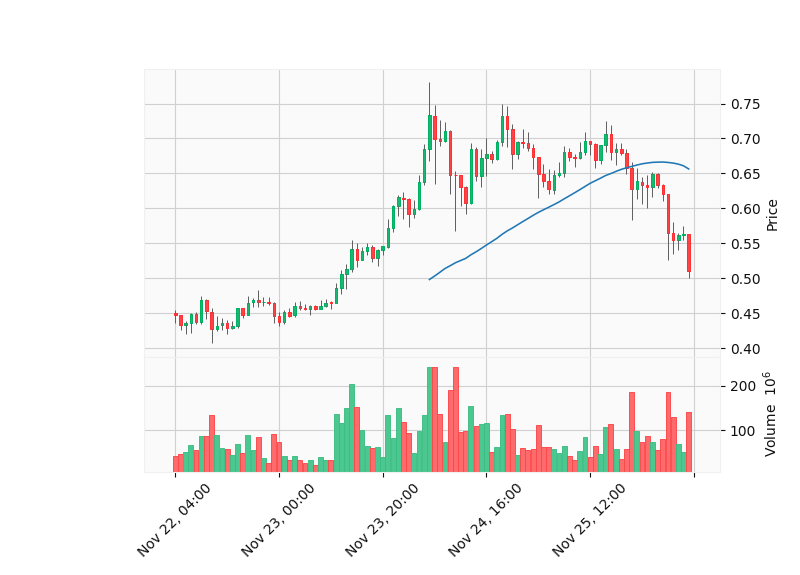 0.75
0.70
0.65
0.60
0.55
0.50
0.45
0.40
Price
200
100
Volume 10^6
Nov 22, 04:00
Nov 23, 00:00
Nov 23, 20:00
Nov 24, 16:00
Nov 25, 12:00